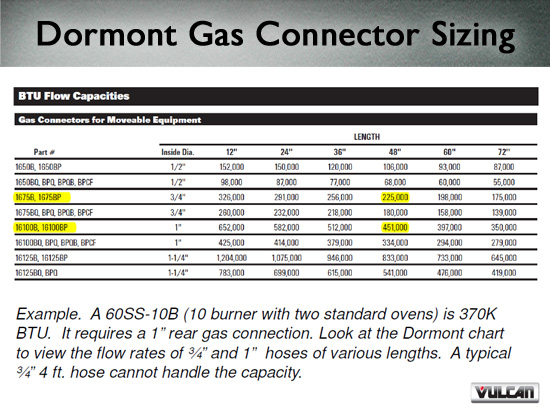 Dormont Gas Connector Sizing
BTU Flow Capacities
Gas Connectors for Moveable Equipment
LENGTH
Part # Inside Dia. 12" 24" 36" 48" 60" 72"
1650B, 1650BP 1/2" 152,000 150,000 120,000 106,000 93,000 87,000
1650BQ, BPQ, BPQB, BPCF 1/2" 98,000 87,000 77,000 68,000 60,000 55,000
1675B, 1675BP 3/4" 326,000 291,000 256,000 225,000 198,000 175,000
1675BQ, BPQ, BPQB, BPCF 3/4" 260,000 232,000 218,000 180,000 158,000 139,000
16100B, 16100BP 1" 652,000 582,000 512,000 451,000 397,000 350,000
16100BQ, BPQ, BPQB, BPCF 1" 425,000 414,000 379,000 334,000 294,000 279,000
16125B, 16125BP 1-1/4" 1,204,000 1,075,000 946,000 833,000 733,000 645,000
16125BQ, BPQ 1-1/4" 783,000 699,000 615,000 541,000 476,000 419,000
Example. A 60SS-10B (10 burner with two standard ovens) is 370K
BTU. It requires a 1” rear gas connection. Look at the Dormont chart
to view the flow rates of ¾” and 1” hoses of various lengths. A typical
¾” 4 ft. hose cannot handle the capacity.
VULCAN